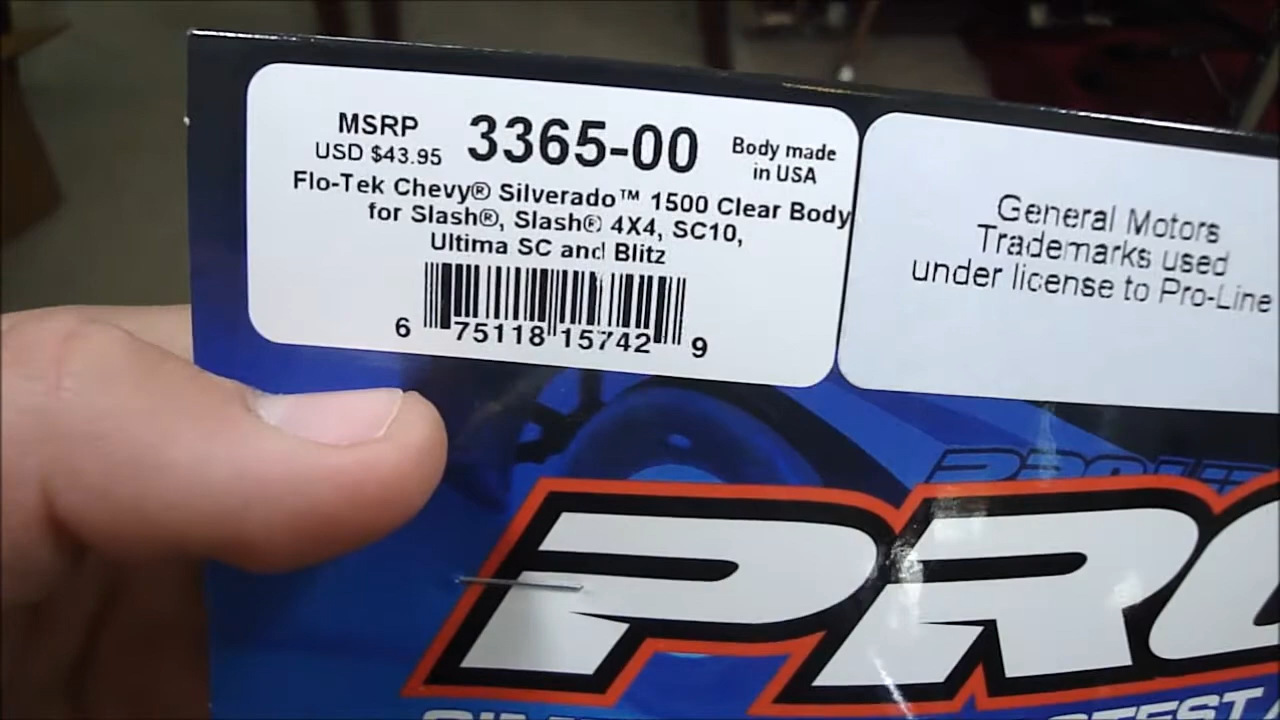 MSRP
USD $43.95
3365-00
Body made
in USA
Flo-Tek Chevy® Silverado™ 1500 Clear Body
for Slash®, Slash® 4X4, SC10,
Ultima SC and Blitz
6 75118 15742 9
General Motors
Trademarks used
under license to Pro-Line